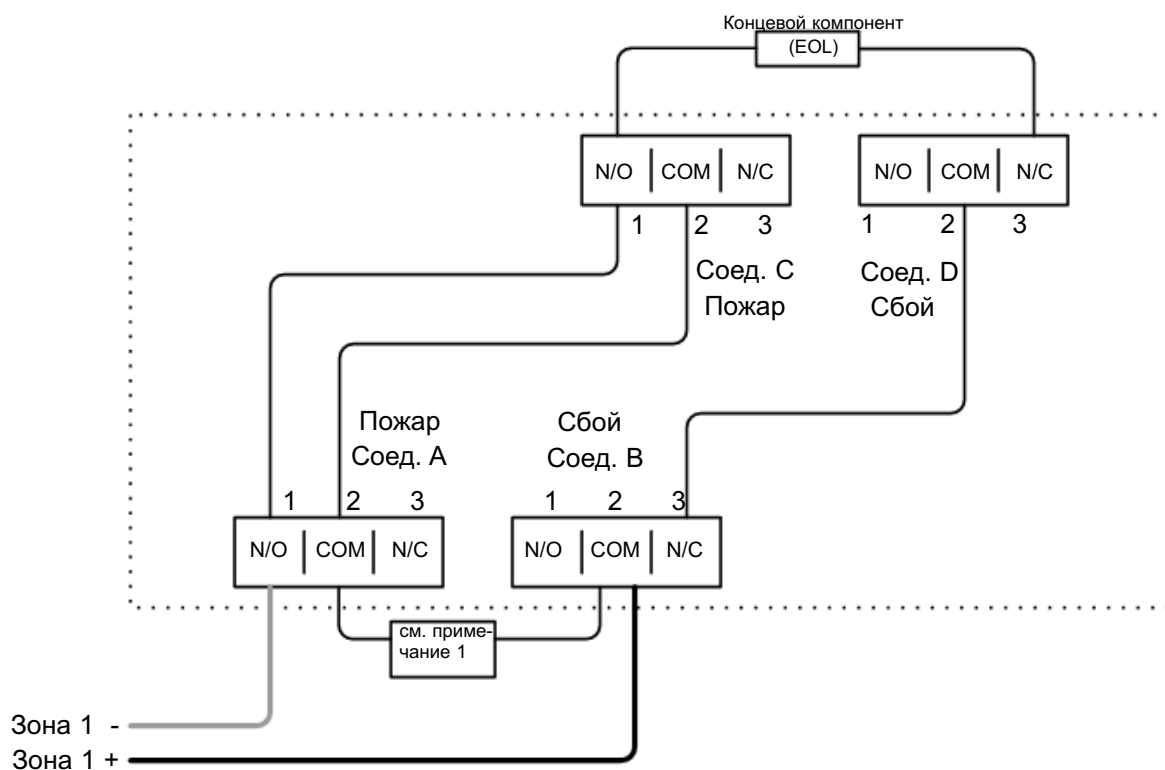 Концевой компонент
(EOL)
N/O COM N/C
N/O COM N/C
1 2 3
1 2 3
Соед. C
Пожар
Соед. D
Сбой
Пожар
Соед. A
Сбой
Соед. B
1 2 3
1 2 3
N/O COM N/C
N/O COM N/C
см. приме-
чание 1
Зона 1 -
Зона 1 +